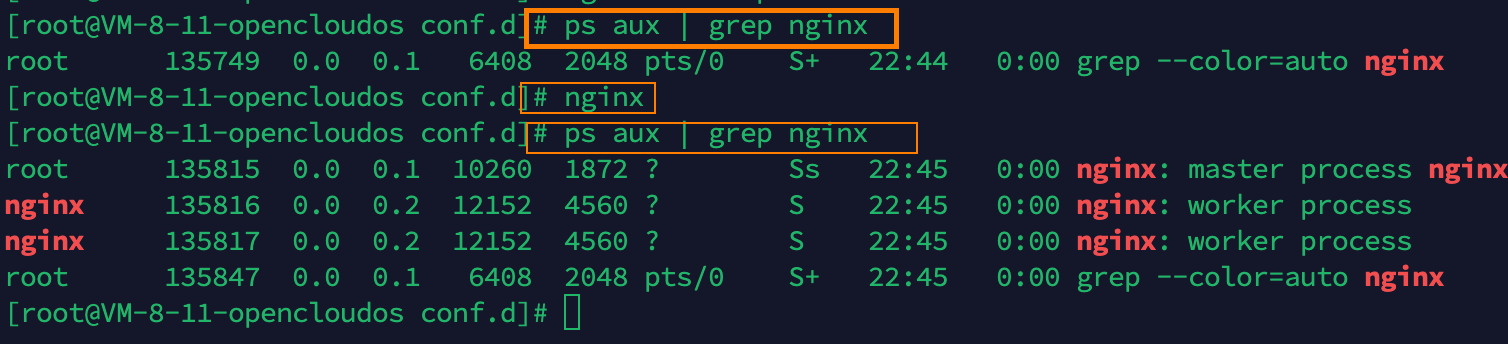 [root@VM-8-11-opencloudos conf.d]# ps aux | grep nginx
root      135749  0.0  0.1   6408  2048 pts/0    S+   22:44   0:00 grep --color=auto nginx
[root@VM-8-11-opencloudos conf.d]# nginx
[root@VM-8-11-opencloudos conf.d]# ps aux | grep nginx
root      135815  0.0  0.1  10260  1872 ?        Ss   22:45   0:00 nginx: master process nginx
nginx     135816  0.0  0.2  12152  4560 ?        S    22:45   0:00 nginx: worker process
nginx     135817  0.0  0.2  12152  4560 ?        S    22:45   0:00 nginx: worker process
root      135847  0.0  0.1   6408  2048 pts/0    S+   22:45   0:00 grep --color=auto nginx
[root@VM-8-11-opencloudos conf.d]#